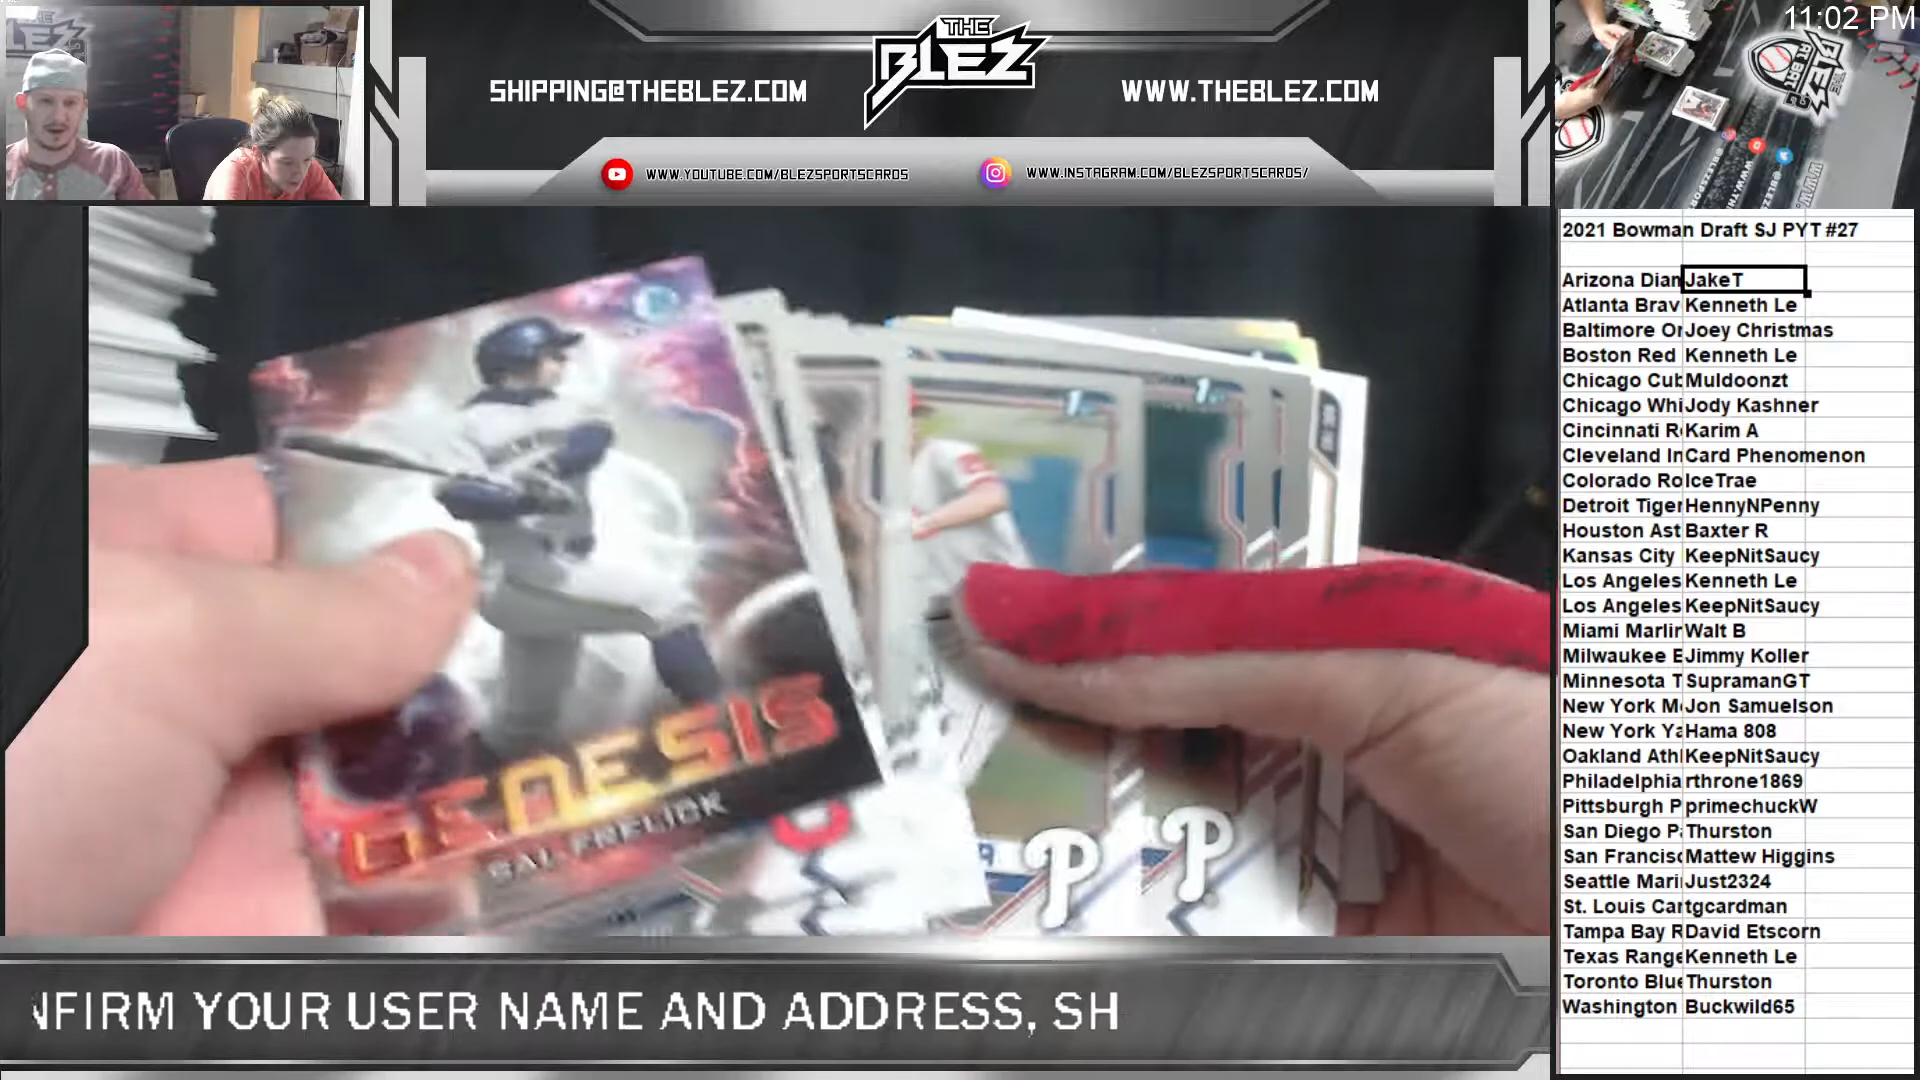 11:02 PM
THE
BLEZ
SHIPPING@THEBLEZ.COM
WWW.THEBLEZ.COM
WWW.YOUTUBE.COM/BLEZSPORTSCARDS
WWW.INSTAGRAM.COM/BLEZSPORTSCARDS/
2021 Bowman Draft SJ PYT #27
Arizona Dian JakeT
Atlanta Brav Kenneth Le
Baltimore Or Joey Christmas
Boston Red Kenneth Le
Chicago Cub Muldoonzt
Chicago Whi Jody Kashner
Cincinnati Re Karim A
Cleveland In Card Phenomenon
Colorado Ro IceTrae
Detroit Tiger HennyNPenny
Houston Ast Baxter R
Kansas City KeepNitSaucy
Los Angeles Kenneth Le
Los Angeles KeepNitSaucy
Miami Marlin Walt B
Milwaukee B Jimmy Koller
Minnesota T SupramanGT
New York Me Jon Samuelson
New York Ya Hama 808
Oakland Athl KeepNitSaucy
Philadelphia rthrone1869
Pittsburgh P primechuckW
San Diego Pa Thurston
San Francisc Mattew Higgins
Seattle Mari Just2324
St. Louis Car tgcardman
Tampa Bay R David Etscorn
Texas Range Kenneth Le
Toronto Blue Thurston
Washington Buckwild65
GENESIS
SAL FRELICK
P P
NFIRM YOUR USER NAME AND ADDRESS, SH